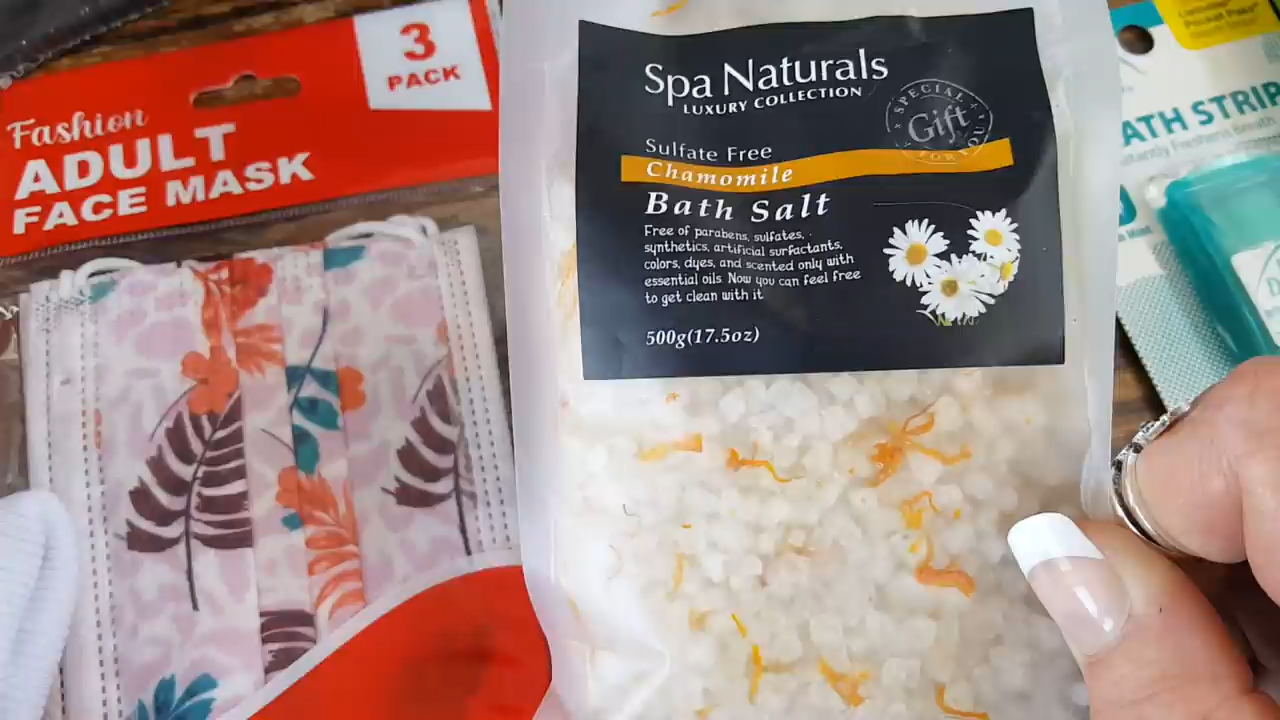 3
PACK
Fashion
ADULT
FACE MASK
Spa Naturals
LUXURY COLLECTION
SPECIAL
Gift
FOR YOU
Sulfate Free
Chamomile
Bath Salt
Free of parabens, sulfates,
synthetics, artificial surfactants,
colors, dyes, and scented only with
essential oils. Now you can feel free
to get clean with it
500g(17.5oz)
ATH STRIP
Freshens Breath